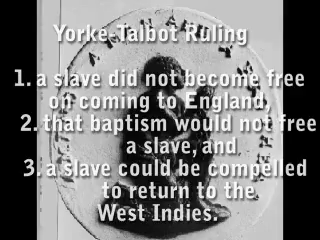 Yorke-Talbot Ruling
1. a slave did not become free
on coming to England,
2. that baptism would not free
a slave, and
3. a slave could be compelled
to return to the
West Indies.